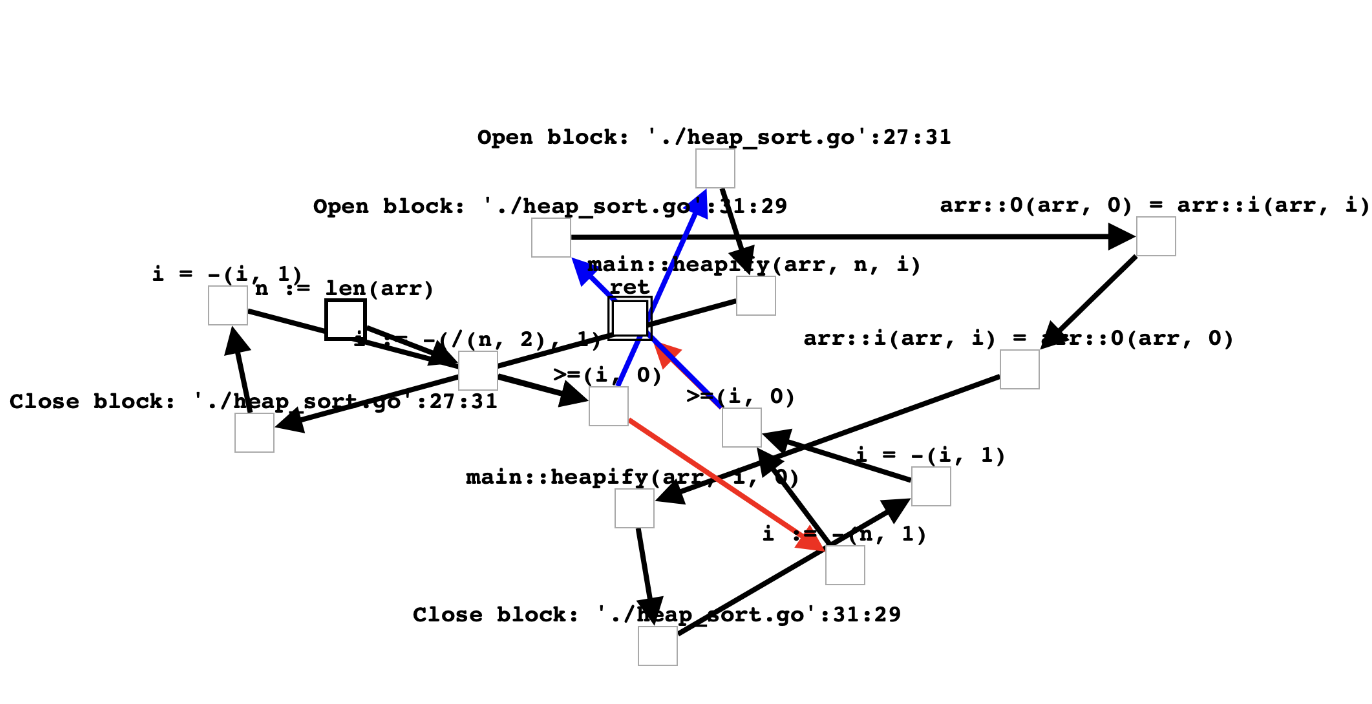 Open block: './heap_sort.go':27:31
Open block: './heap_sort.go':31:29
arr::0(arr, 0) = arr::i(arr, i)
main::heapify(arr, n, i)
i = -(i, 1)
n := len(arr)
ret
i := -(/(n, 2), 1)
arr::i(arr, i) = arr::0(arr, 0)
>=(i, 0)
>=(i, 0)
Close block: './heap_sort.go':27:31
i = -(i, 1)
main::heapify(arr, i, 0)
i := -(n, 1)
Close block: './heap_sort.go':31:29